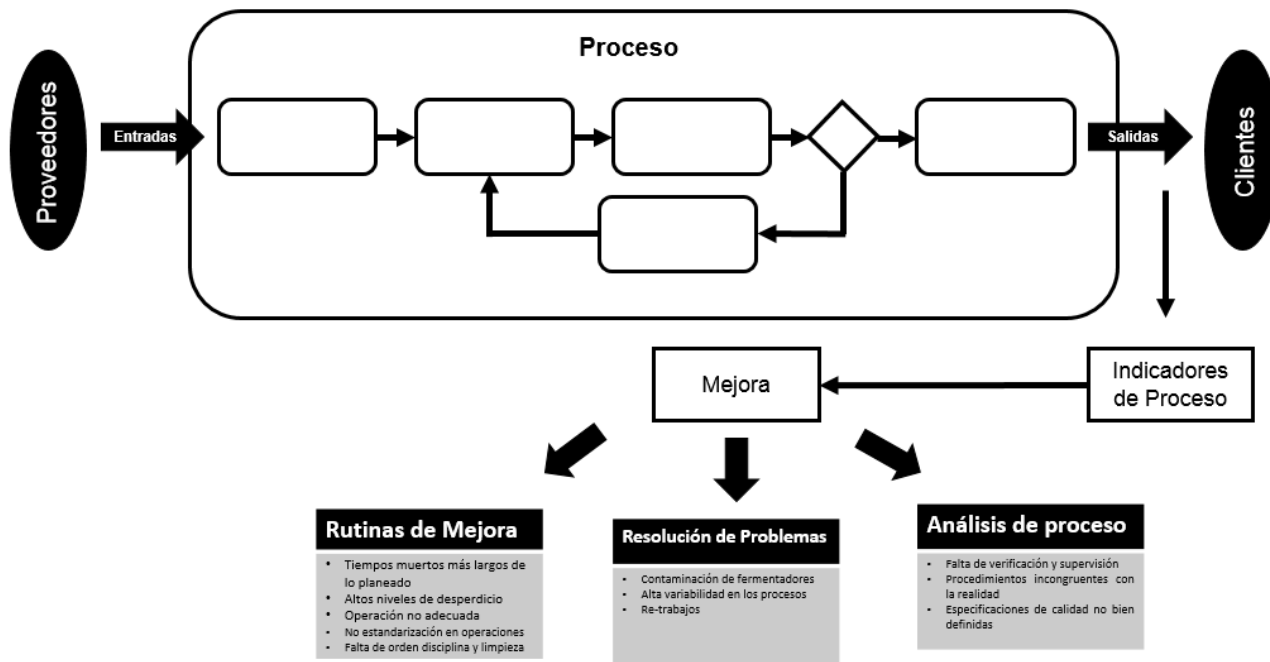 Proceso
Proveedores
Entradas
Salidas
Clientes
Mejora
Indicadores
de Proceso
Rutinas de Mejora
• Tiempos muertos más largos de
lo planeado
• Altos niveles de desperdicio
• Operación no adecuada
• No estandarización en operaciones
• Falta de orden disciplina y limpieza
Resolución de Problemas
• Contaminación de fermentadores
• Alta variabilidad en los procesos
• Re-trabajos
Análisis de proceso
• Falta de verificación y supervisión
• Procedimientos incongruentes con
la realidad
• Especificaciones de calidad no bien
definidas